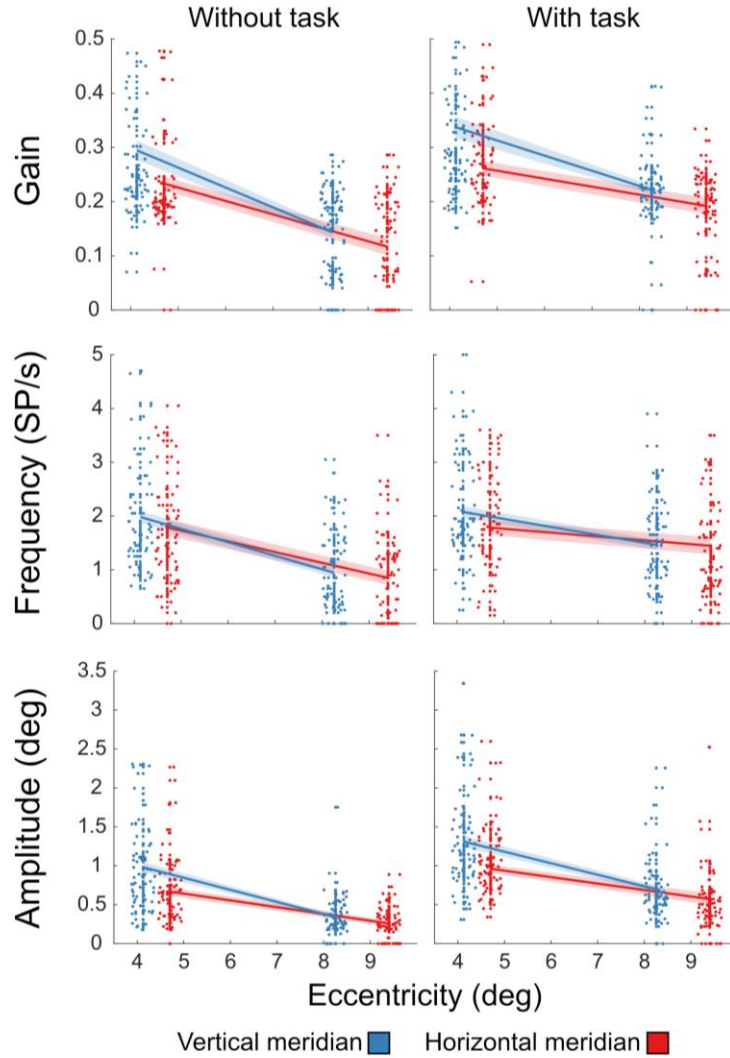 Without task
With task
Gain
0.5
0.4
0.3
0.2
0.1
0
Frequency (SP/s)
5
4
3
2
1
0
Amplitude (deg)
3.5
3
2.5
2
1.5
1
0.5
0
4 5 6 7 8 9
4 5 6 7 8 9
Eccentricity (deg)
Vertical meridian
Horizontal meridian